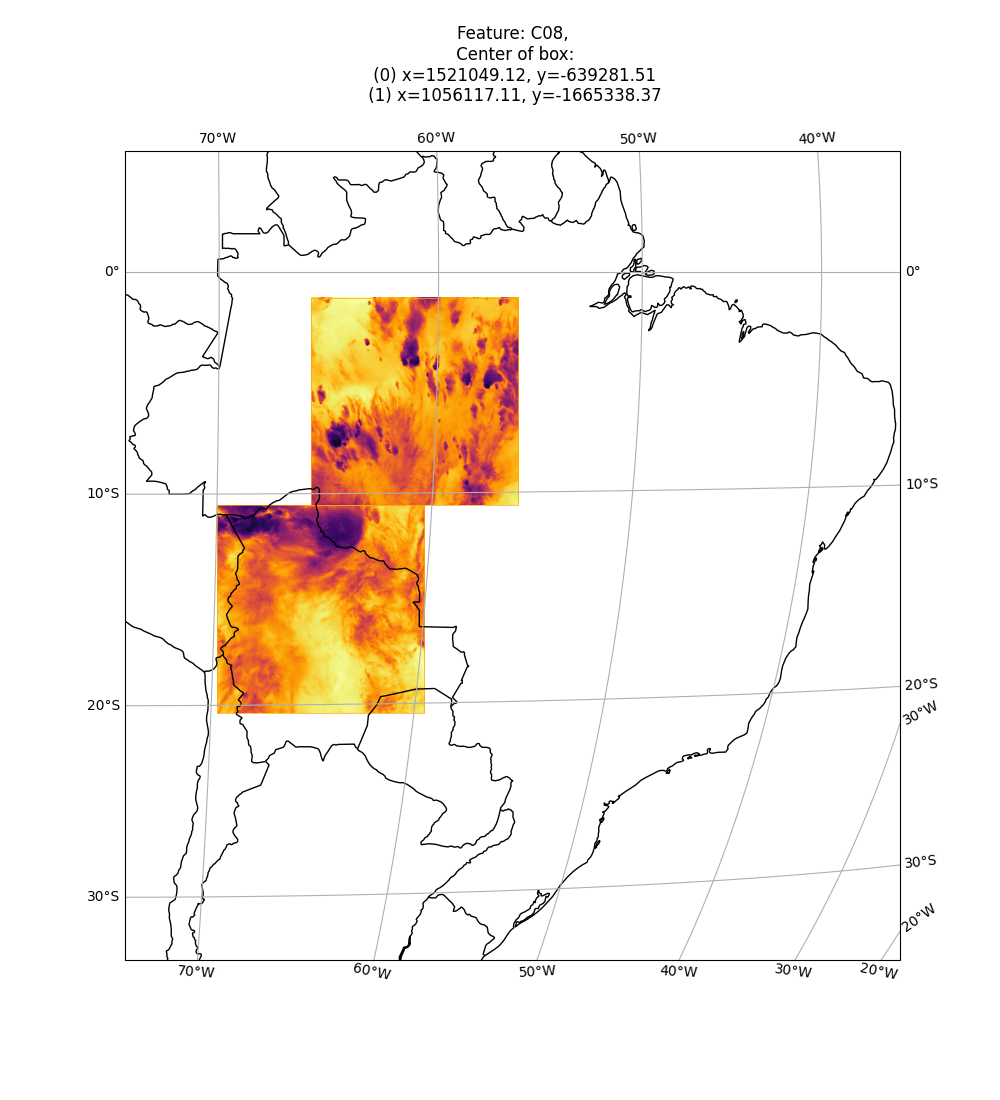 Feature: C08,
Center of box:
(0) x=1521049.12, y=-639281.51
(1) x=1056117.11, y=-1665338.37
70°W 60°W 50°W 40°W
0° 0°
10°S 10°S
20°S 20°S
30°W
30°S 30°S
20°W
70°W 60°W 50°W 40°W 30°W 20°W